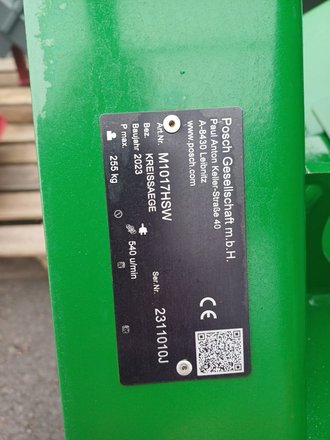 Posch Gesellschaft m.b.H.
Paul Anton Keller-Straße 40
A-8430 Leibnitz
www.posch.com
Art.Nr. M1017HSW
Bez. KREISSAEGE
Baujahr 2023
P max.
255 kg
540 u/min
Ser.Nr. 2311010J
CE